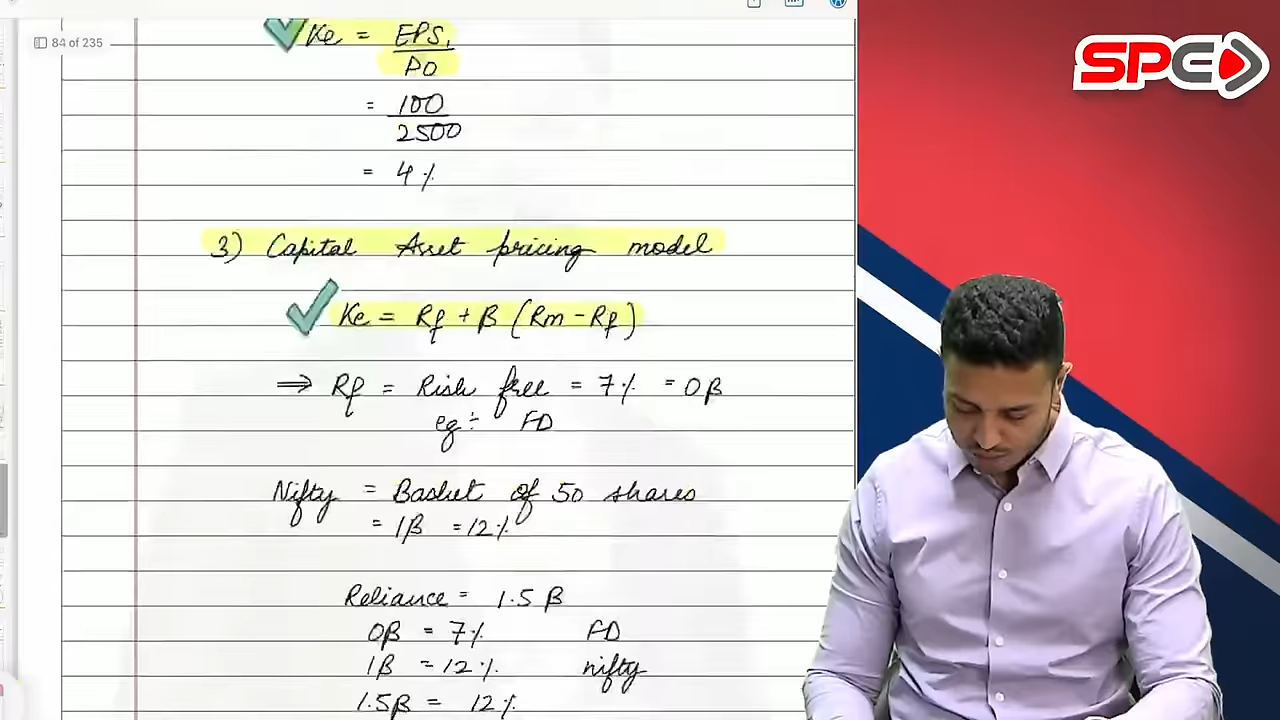 84 of 235
Ke = EPS1
P0
= 100
2500
= 4%
3) Capital Asset pricing model
Ke = Rf + β (Rm - Rf)
⇒ Rf = Risk free = 7% = 0β
eg:- FD
Nifty = Basket of 50 shares
= 1β = 12%
Reliance = 1.5 β
0β = 7% FD
1β = 12% nifty
1.5β = 12%
SPC